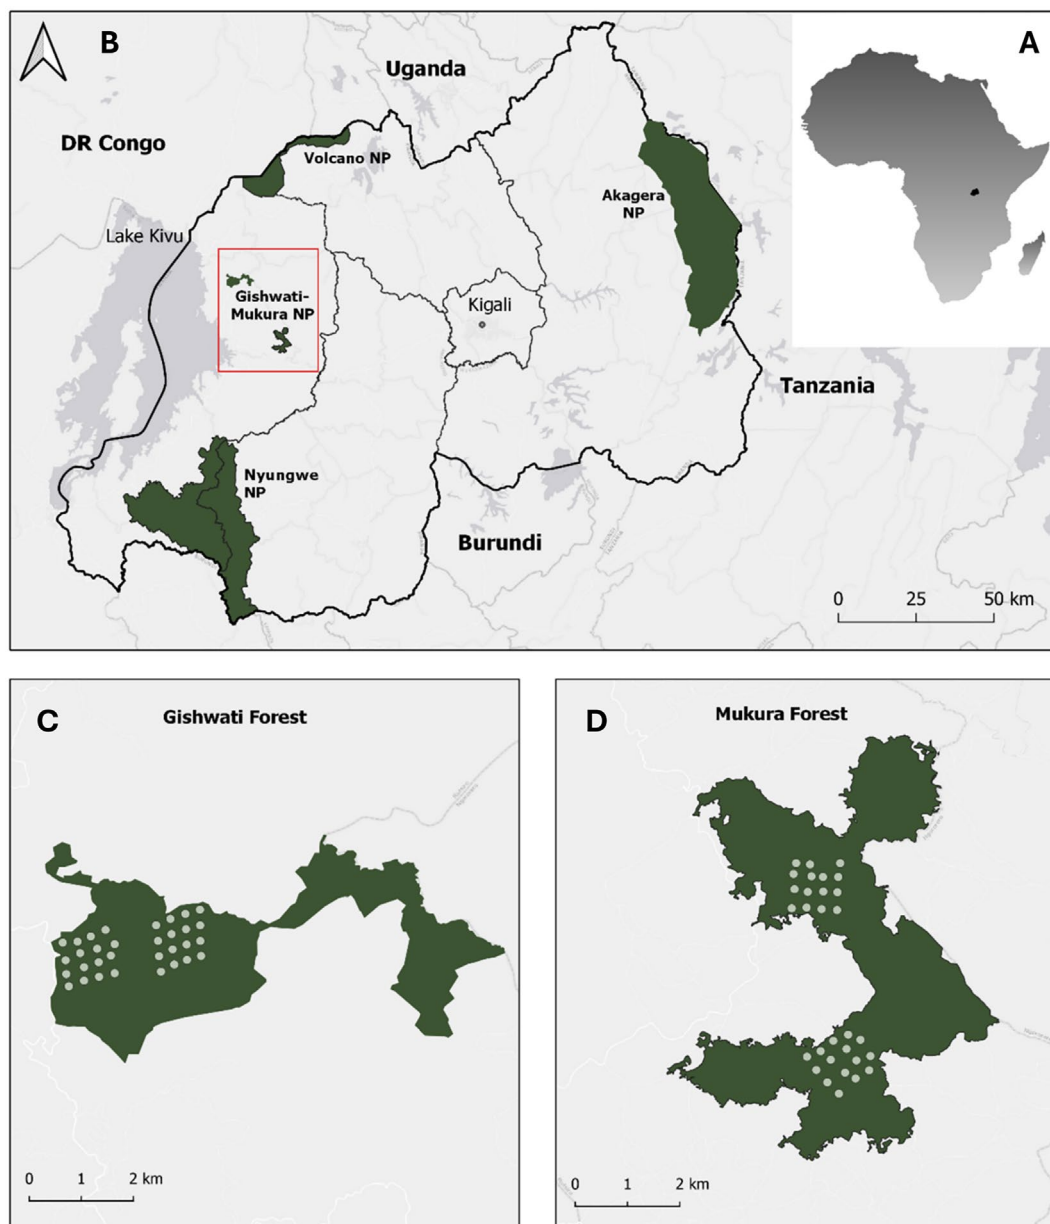 B
A
Uganda
DR Congo
Volcano NP
Akagera
NP
Lake Kivu
Gishwati-
Mukura NP
Kigali
Tanzania
Nyungwe
NP
Burundi
0 25 50 km
C
Gishwati Forest
D
Mukura Forest
0 1 2 km
0 1 2 km